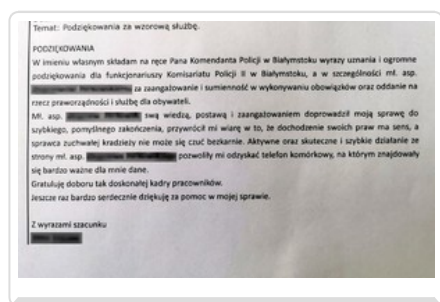 Temat: Podziękowania za wzorową służbę.
PODZIĘKOWANIA
W imieniu własnym składam na ręce Pana Komendanta Policji w Białymstoku wyrazy uznania i ogromne
podziękowania dla funkcjonariuszy Komisariatu Policji II w Białymstoku, a w szczególności mł. asp.
za zaangażowanie i sumienność w wykonywaniu obowiązków oraz oddanie na
rzecz praworządności i służbę dla obywateli.
Mł. asp. swą wiedzą, postawą i zaangażowaniem doprowadził moją sprawę do
szybkiego, pomyślnego zakończenia, przywrócił mi wiarę w to, że dochodzenie swoich praw ma sens, a
sprawca zuchwałej kradzieży nie może się czuć bezkarnie. Aktywne oraz skuteczne i szybkie działanie ze
strony mł. asp. pozwoliły mi odzyskać telefon komórkowy, na którym znajdowały
się bardzo ważne dla mnie dane.
Gratuluję doboru tak doskonałej kadry pracowników.
Jeszcze raz bardzo serdecznie dziękuję za pomoc w mojej sprawie.
Z wyrazami szacunku